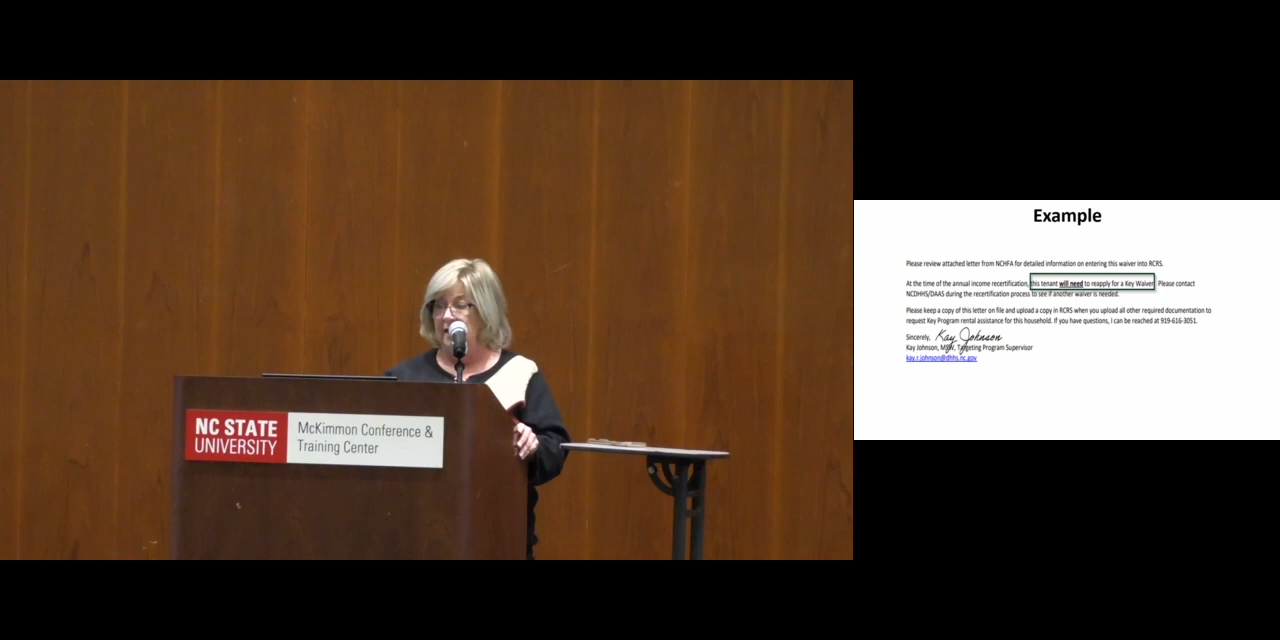 NC STATE
UNIVERSITY
McKimmon Conference &
Training Center
Example
Please review attached letter from NCHFA for detailed information on entering this waiver into RCRS.
At the time of the annual income recertification, this tenant will need to reapply for a Key Waiver. Please contact
NCDHHS/DAAS during the recertification process to see if another waiver is needed.
Please keep a copy of this letter on file and upload a copy in RCRS when you upload all other required documentation to
request Key Program rental assistance for this household. If you have questions, I can be reached at 919-616-3051.
Sincerely, Kay Johnson
Kay Johnson, MSW, Targeting Program Supervisor
kay.r.johnson@dhhs.nc.gov